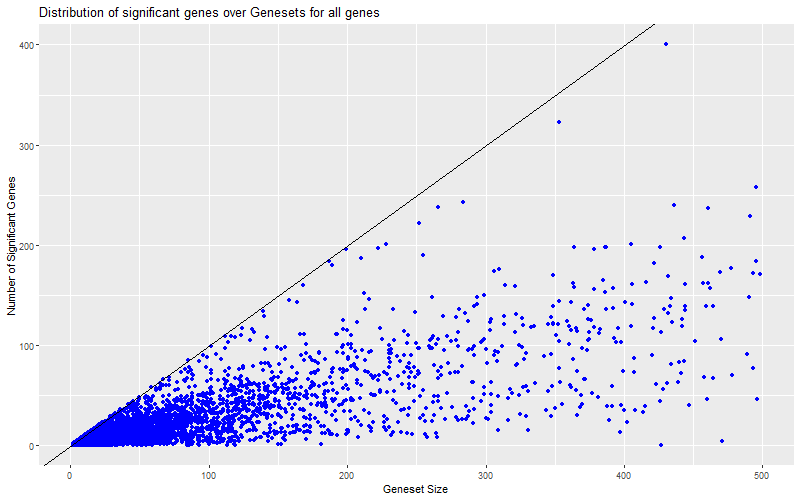 Distribution of significant genes over Genesets for all genes
Number of Significant Genes
400
300
200
100
0
0 100 200 300 400 500
Geneset Size